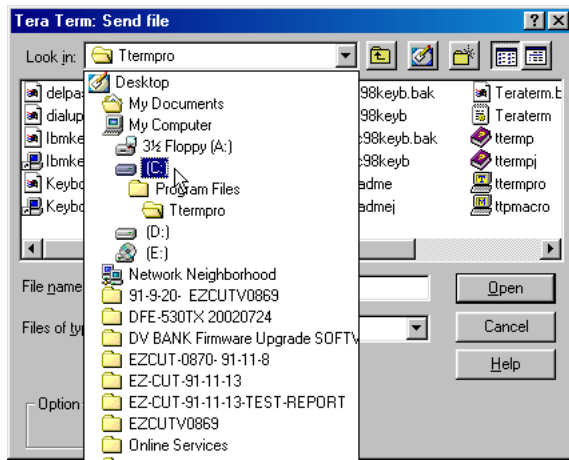 Tera Term: Send file
Look in: Ttermpro
Desktop
My Documents
My Computer
3½ Floppy (A:)
(C:)
Program Files
Ttermpro
(D:)
(E:)
Network Neighborhood
91-9-20- EZCUTV0869
DFE-530TX 20020724
DV BANK Firmware Upgrade SOFTV
EZCUT-0870- 91-11-8
EZ-CUT-91-11-13
EZ-CUT-91-11-13-TEST-REPORT
EZCUTV0869
Online Services
delpa
dialup
Ibmke
Ibmke
Keybo
Keybo
98keyb.bak
98keyb
98keyb.bak
98keyb
adme
admej
Teraterm.b
Teraterm
ttermp
ttermpj
ttermpro
ttpmacro
File name
Open
Files of ty
Cancel
Help
Option